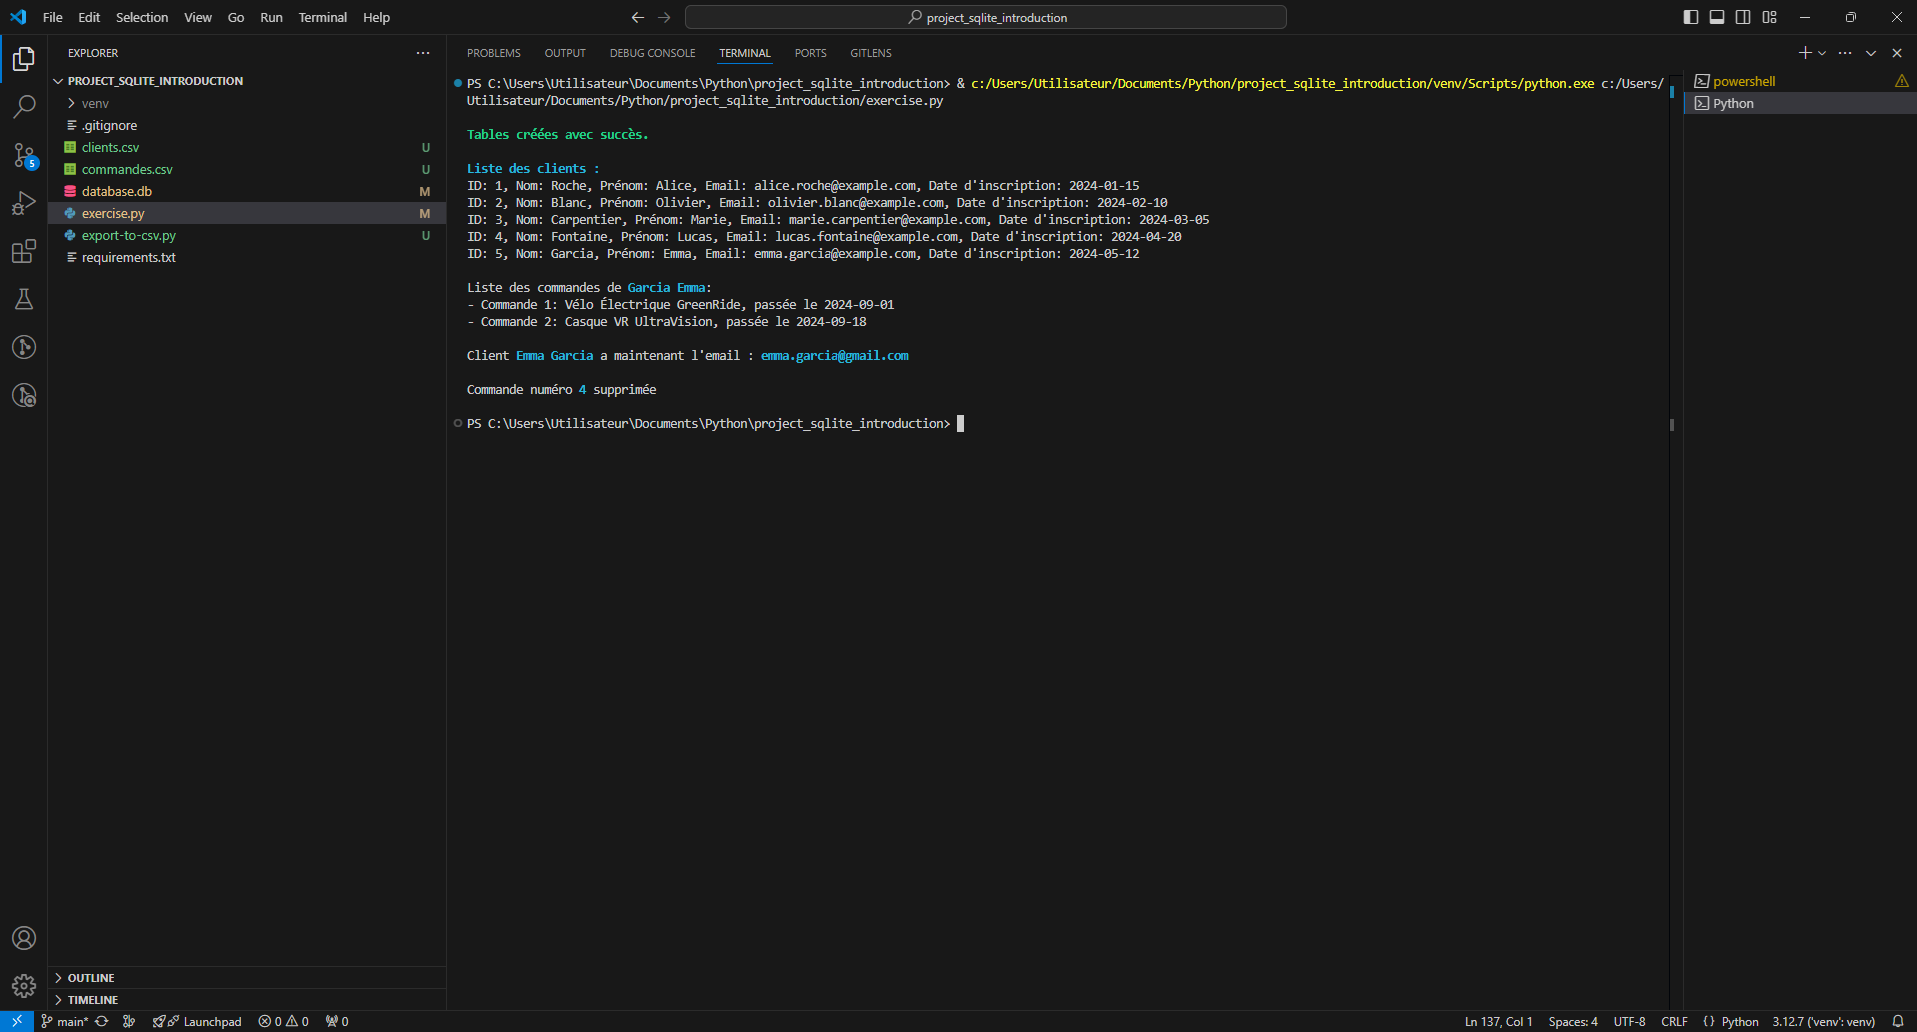 File Edit Selection View Go Run Terminal Help
project_sqlite_introduction
EXPLORER
PROJECT_SQLITE_INTRODUCTION
venv
.gitignore
clients.csv U
commandes.csv U
database.db M
exercise.py M
export-to-csv.py U
requirements.txt
5
OUTLINE
TIMELINE
PROBLEMS OUTPUT DEBUG CONSOLE TERMINAL PORTS GITLENS
PS C:\Users\Utilisateur\Documents\Python\project_sqlite_introduction> & c:/Users/Utilisateur/Documents/Python/project_sqlite_introduction/venv/Scripts/python.exe c:/Users/
Utilisateur/Documents/Python/project_sqlite_introduction/exercise.py
Tables créées avec succès.
Liste des clients :
ID: 1, Nom: Roche, Prénom: Alice, Email: alice.roche@example.com, Date d'inscription: 2024-01-15
ID: 2, Nom: Blanc, Prénom: Olivier, Email: olivier.blanc@example.com, Date d'inscription: 2024-02-10
ID: 3, Nom: Carpentier, Prénom: Marie, Email: marie.carpentier@example.com, Date d'inscription: 2024-03-05
ID: 4, Nom: Fontaine, Prénom: Lucas, Email: lucas.fontaine@example.com, Date d'inscription: 2024-04-20
ID: 5, Nom: Garcia, Prénom: Emma, Email: emma.garcia@example.com, Date d'inscription: 2024-05-12
Liste des commandes de Garcia Emma:
- Commande 1: Vélo Électrique GreenRide, passée le 2024-09-01
- Commande 2: Casque VR UltraVision, passée le 2024-09-18
Client Emma Garcia a maintenant l'email : emma.garcia@gmail.com
Commande numéro 4 supprimée
PS C:\Users\Utilisateur\Documents\Python\project_sqlite_introduction>
powershell
Python
main* Launchpad 0 0 0
Ln 137, Col 1 Spaces: 4 UTF-8 CRLF {} Python 3.12.7 ('venv': venv)